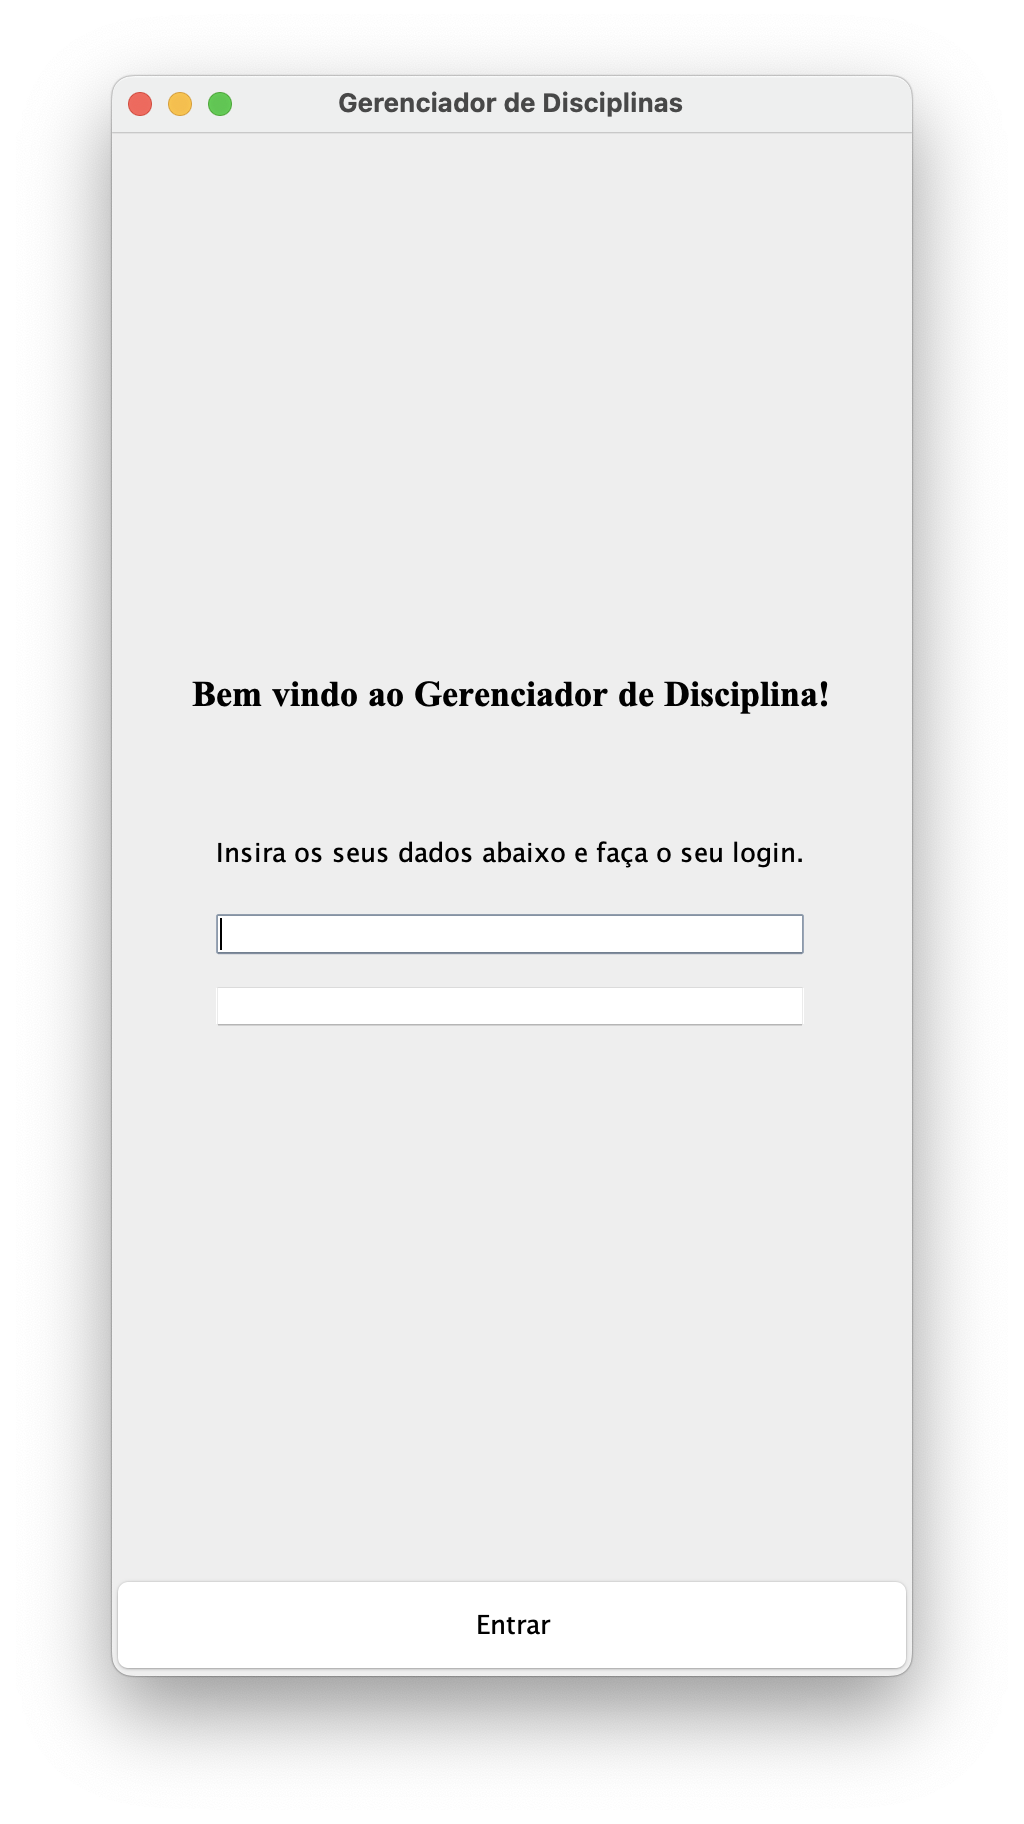 Gerenciador de Disciplinas
Bem vindo ao Gerenciador de Disciplina!
Insira os seus dados abaixo e faça o seu login.
Entrar